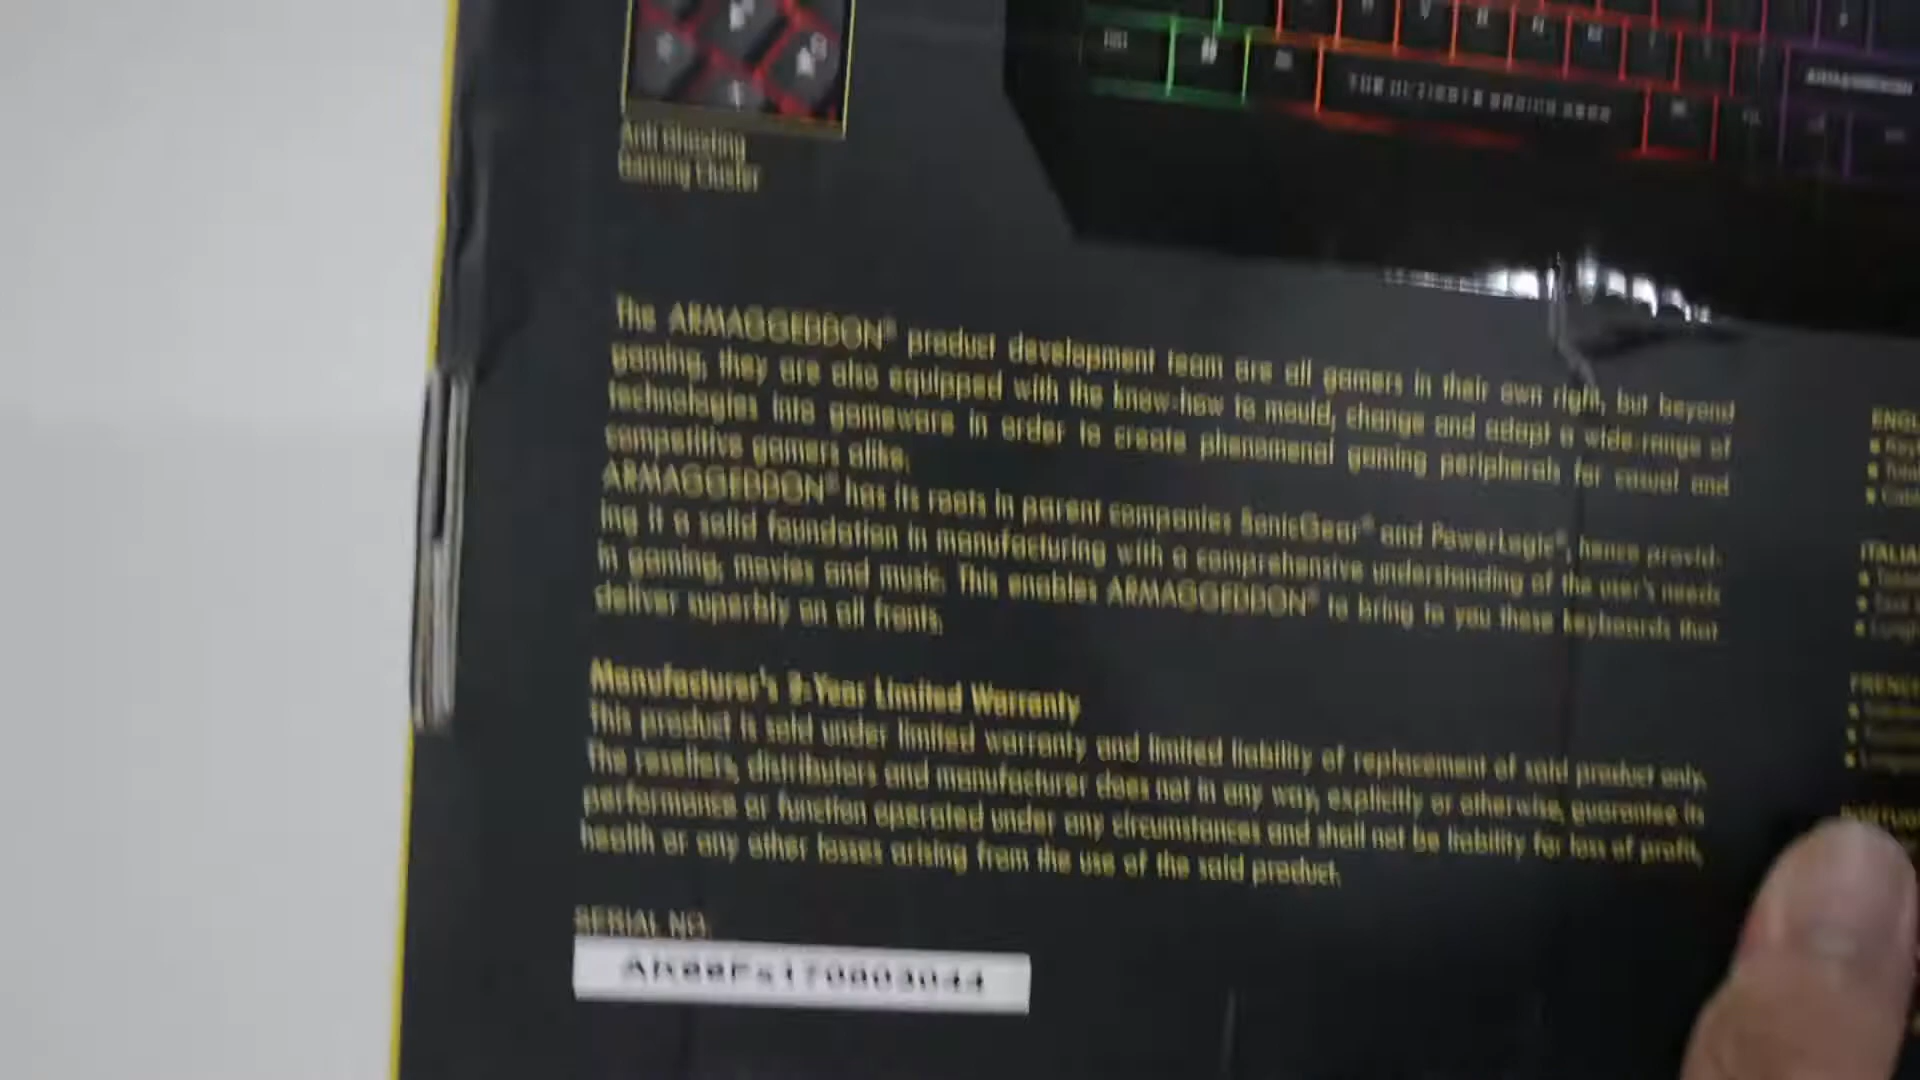 Anti Ghosting
Gaming Cluster
ARMAGGEDDON
The ARMAGGEDDON® product development team are all gamers in their own right, but beyond
gaming, they are also equipped with the know-how to mould, change and adapt a wide-range of
technologies into gameware in order to create phenomenal gaming peripherals for casual and
competitive gamers alike.
ARMAGGEDDON® has its roots in parent companies SonicGear® and PowerLogic®, hence provid-
ing it a solid foundation in manufacturing with a comprehensive understanding of the user's needs
in gaming, movies and music. This enables ARMAGGEDDON® to bring to you these keyboards that
deliver superbly on all fronts.
Manufacturer's Limited Warranty
This product is sold under limited warranty and limited liability of replacement of said product only.
The resellers, distributors and manufacturer does not in any way, explicitly or otherwise, guarantee in
performance or function operated under any circumstances and shall not be liability for loss of profit,
health or any other losses arising from the use of the said product.
SERIAL NO.
ENGL
ITALIA
FRENC